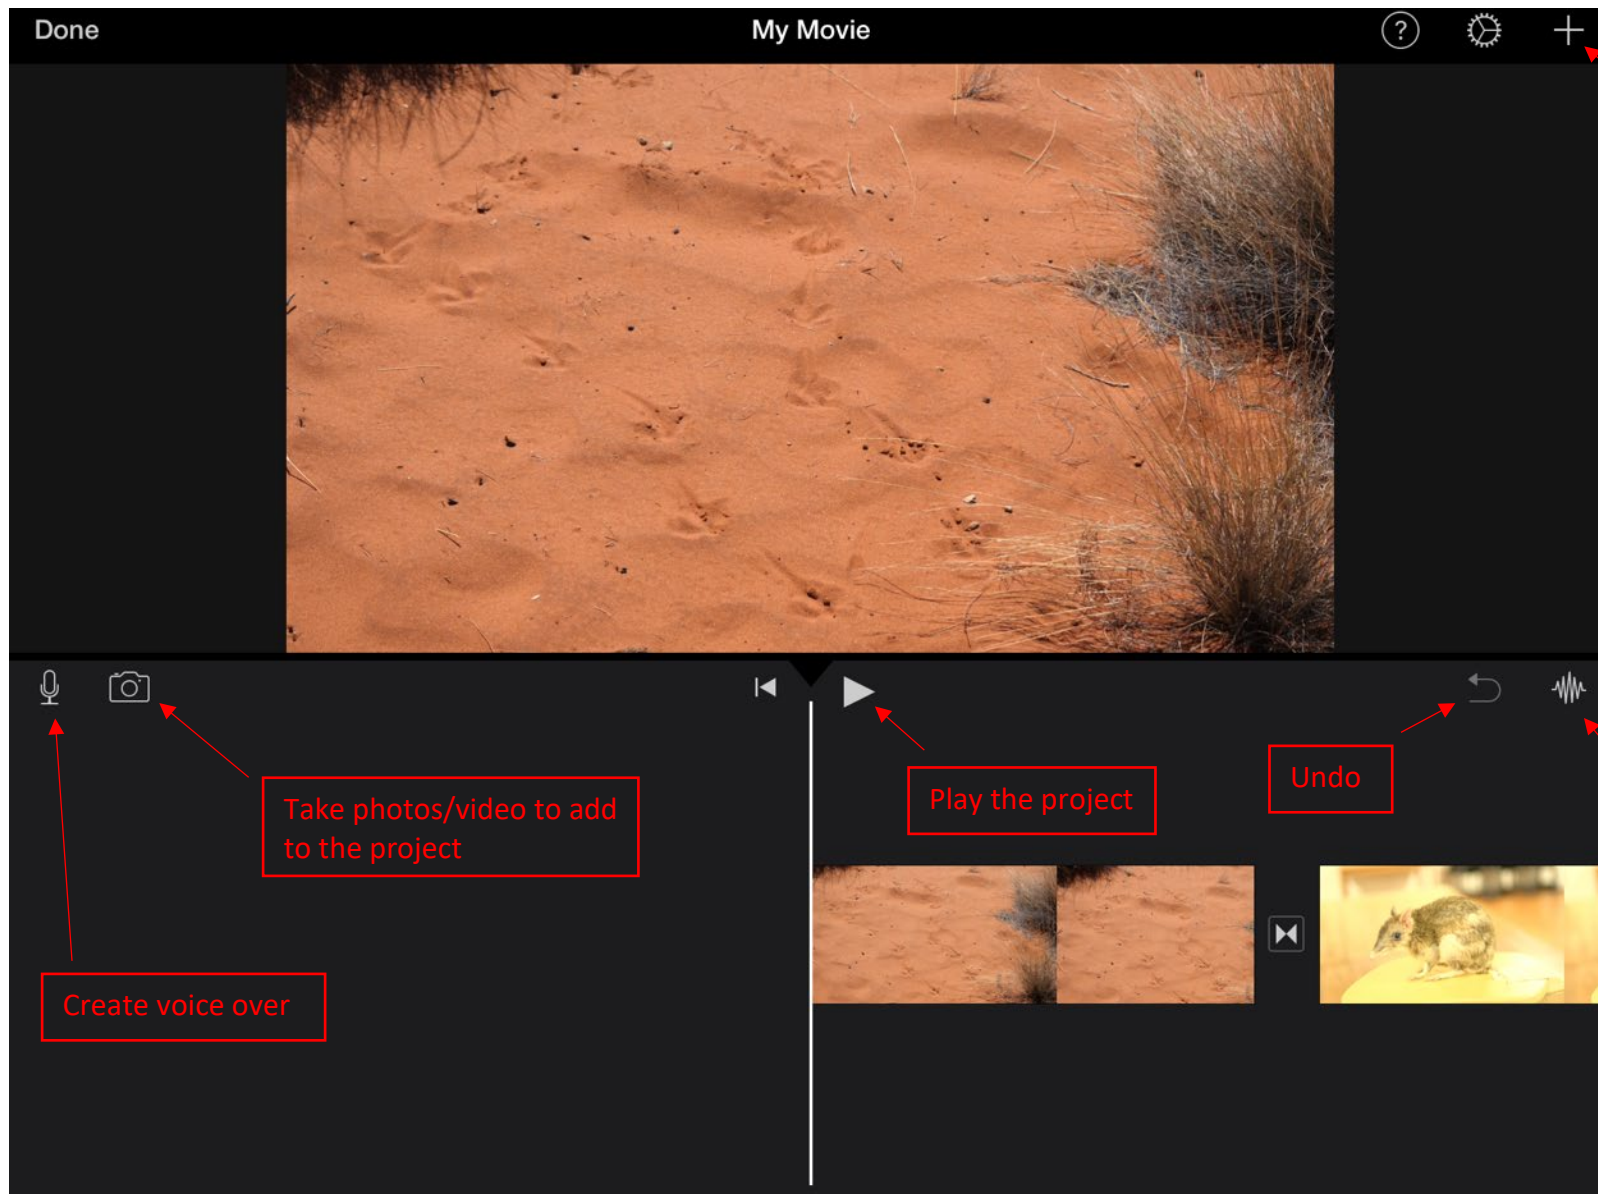 Done
My Movie
?
Take photos/video to add
to the project
Play the project
Undo
Create voice over